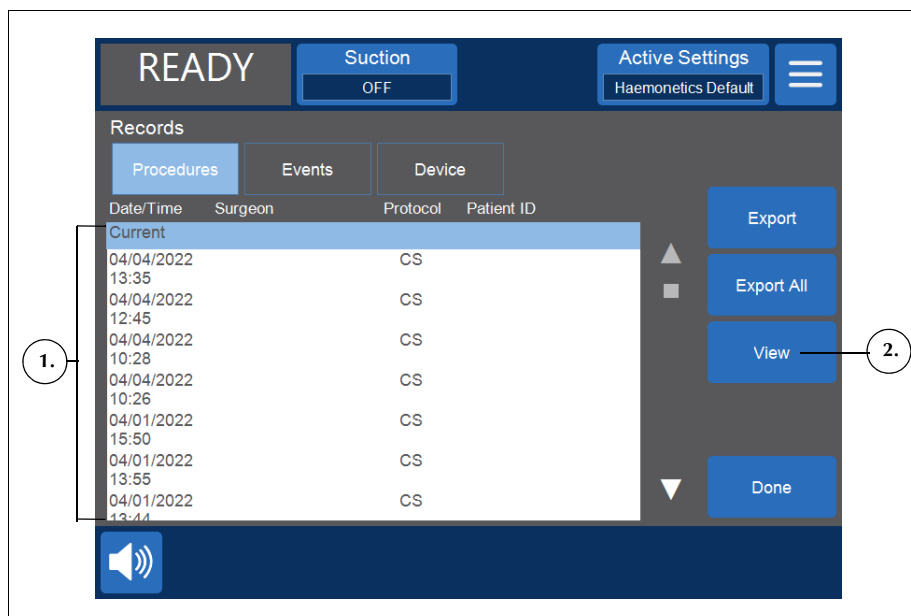 READY
Suction
OFF
Active Settings
Haemonetics Default
Records
Procedures
Events
Device
Date/Time Surgeon Protocol Patient ID
Current
04/04/2022 CS
13:35
04/04/2022 CS
12:45
04/04/2022 CS
10:28
04/04/2022 CS
10:26
04/01/2022 CS
15:50
04/01/2022 CS
13:55
04/01/2022 CS
13:44
Export
Export All
View
Done
1.
2.